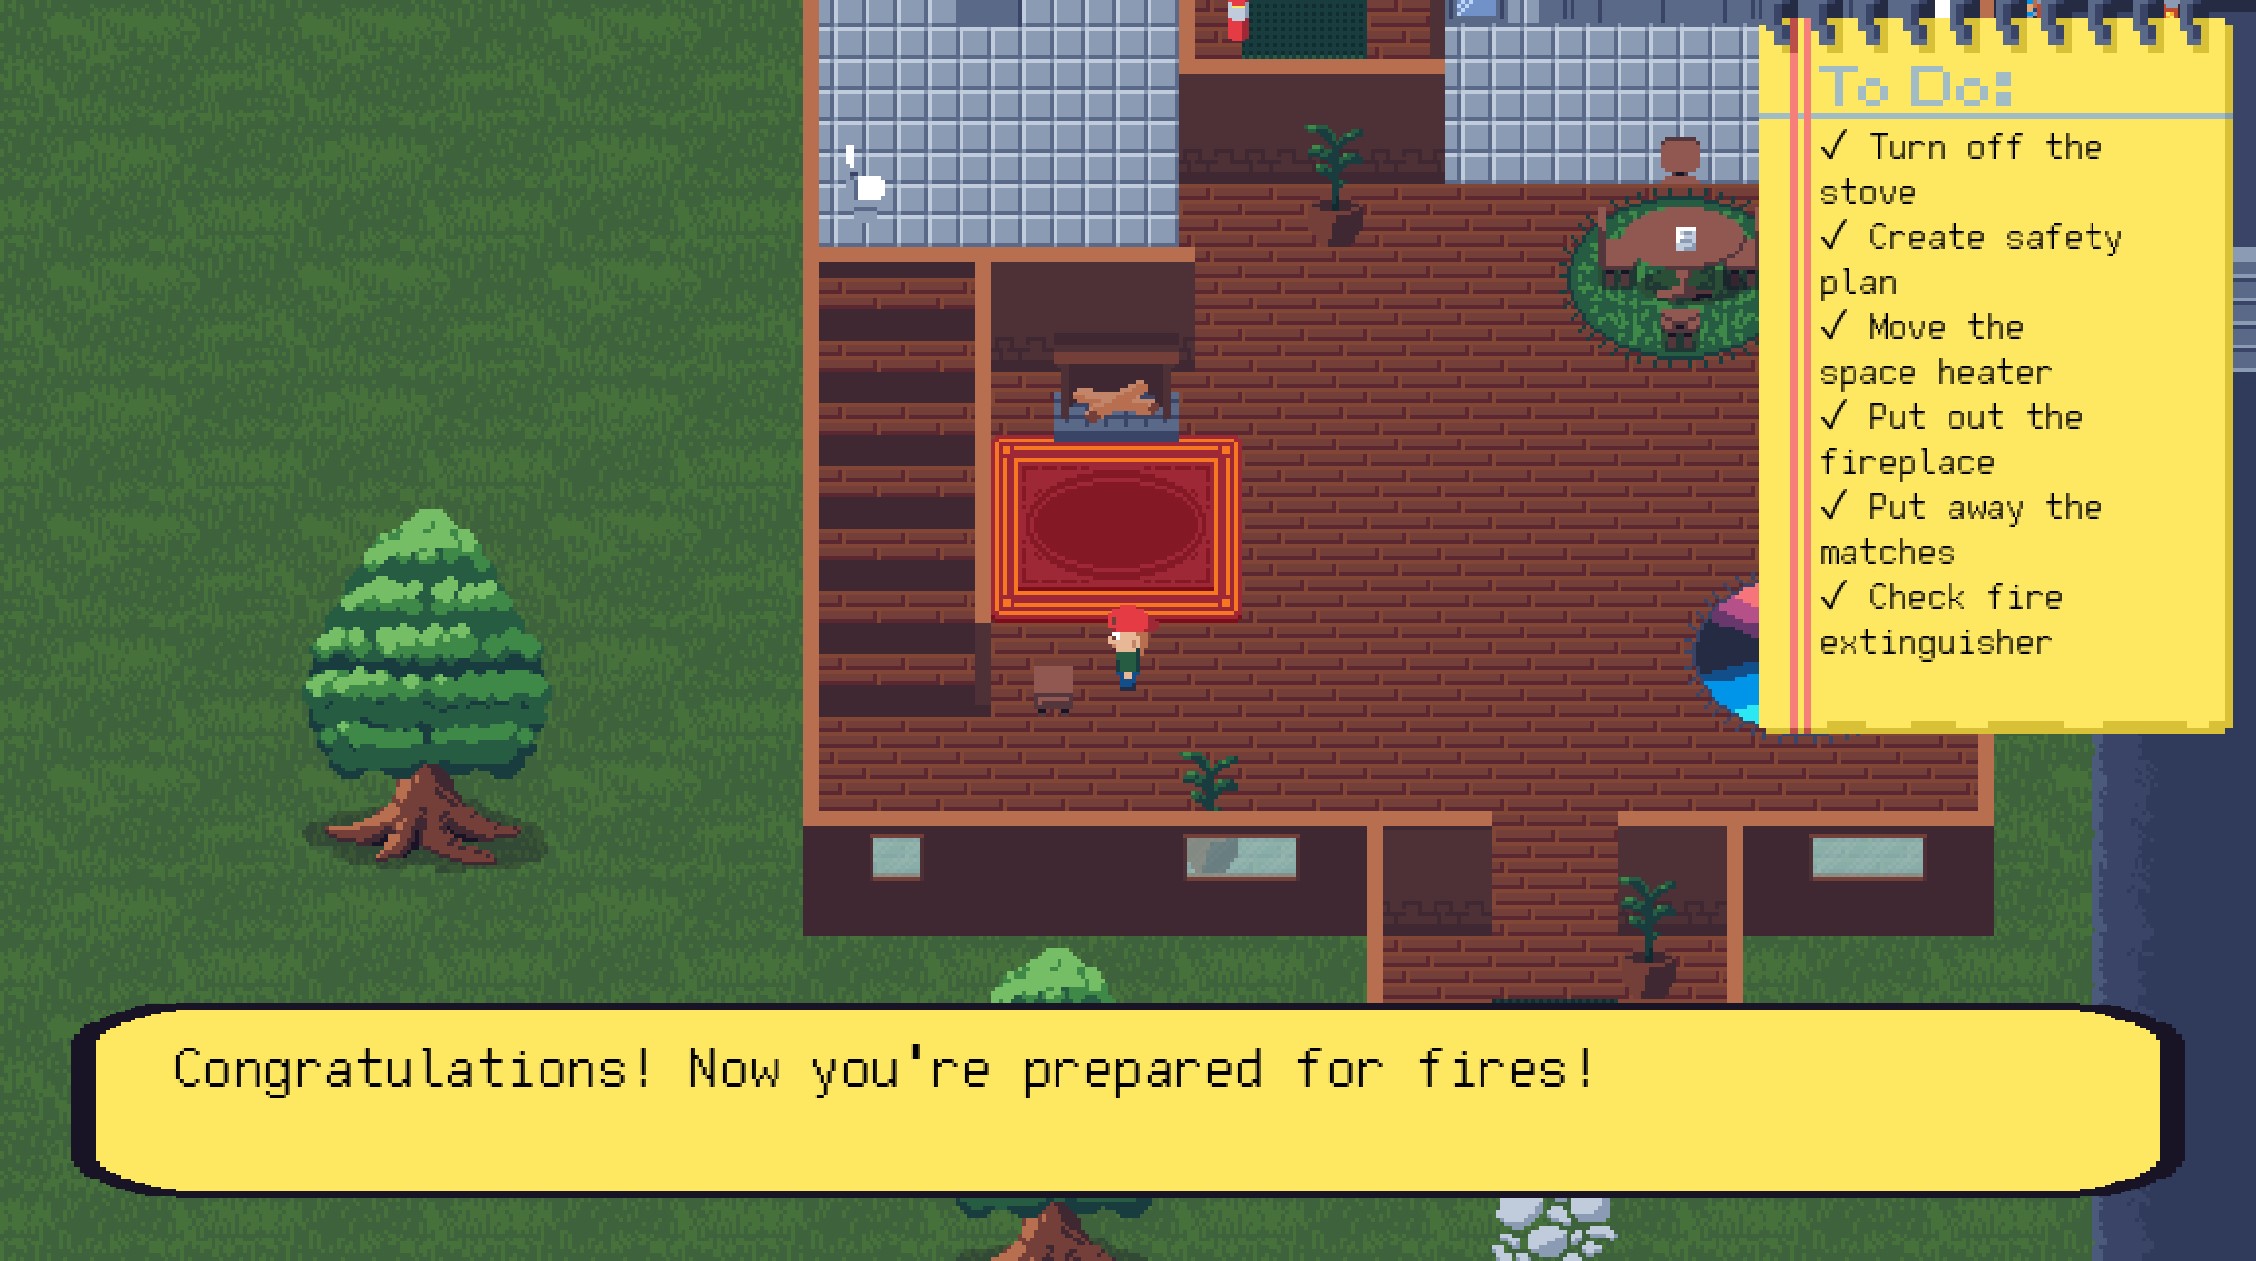 To Do:
✓ Turn off the
stove
✓ Create safety
plan
✓ Move the
space heater
✓ Put out the
fireplace
✓ Put away the
matches
✓ Check fire
extinguisher
Congratulations! Now you're prepared for fires!